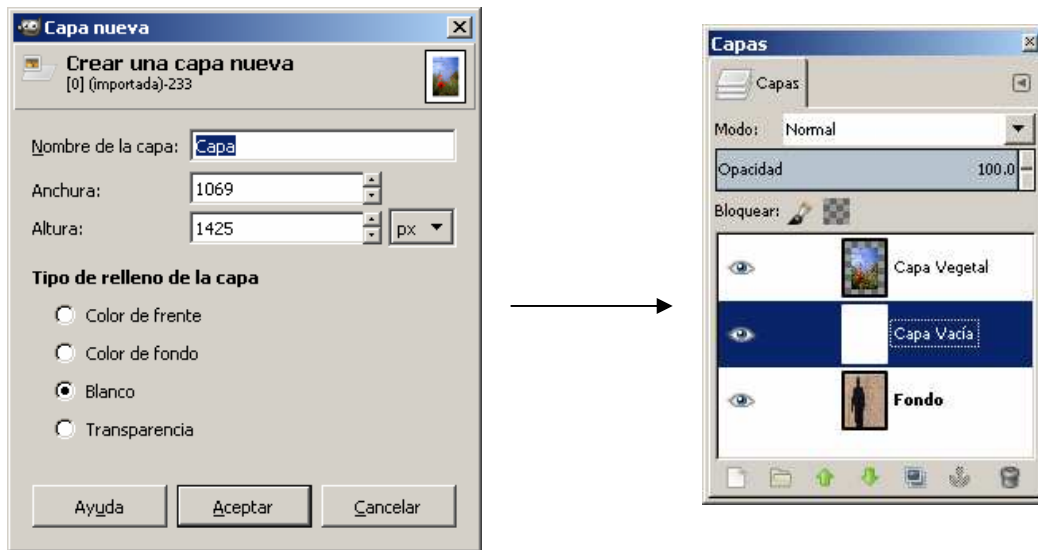 Capa nueva
Crear una capa nueva
[0] (importada)-233
Nombre de la capa: Capa
Anchura: 1069
Altura: 1425 px
Tipo de relleno de la capa
Color de frente
Color de fondo
Blanco
Transparencia
Ayuda Aceptar Cancelar
Capas
Capas
Modo: Normal
Opacidad 100.0
Bloquear:
Capa Vegetal
Capa Vacía
Fondo